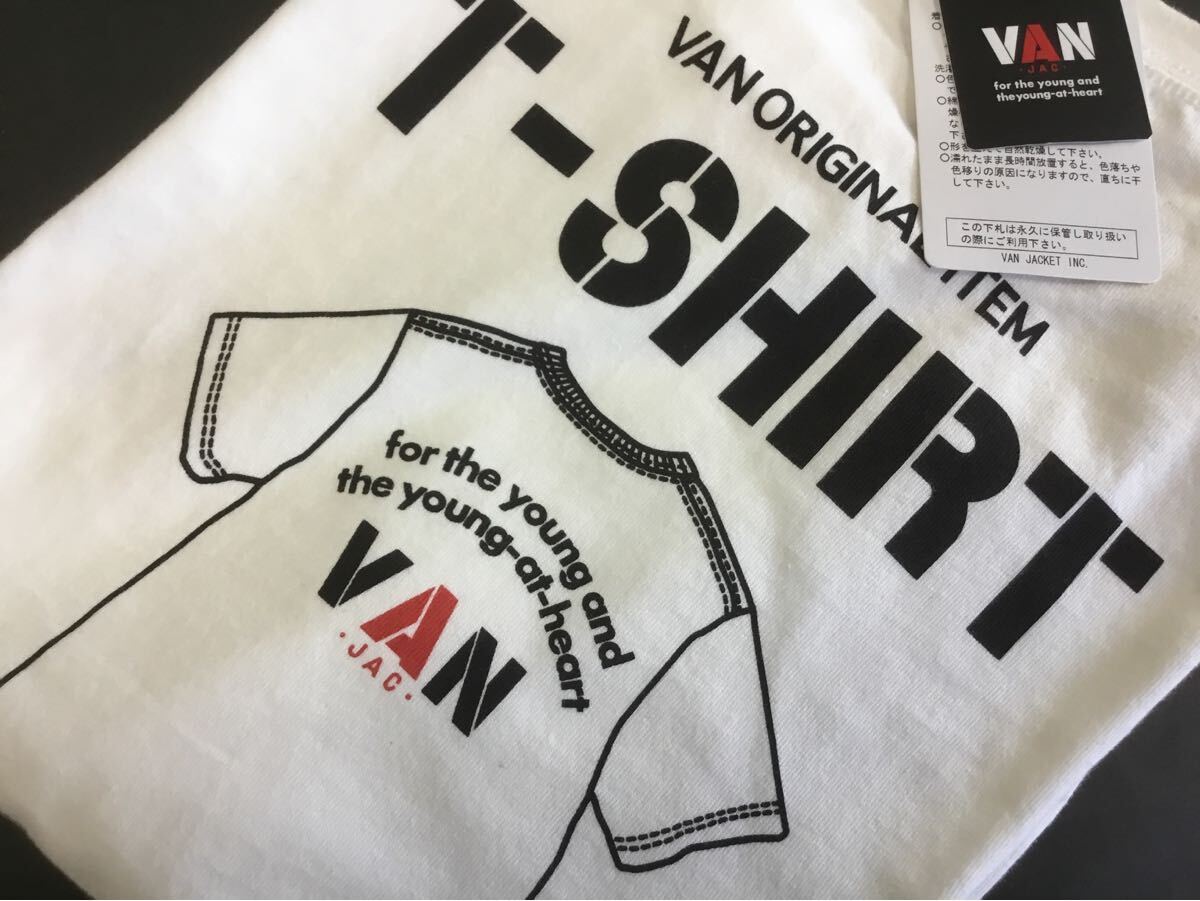 VAN ORIGINAL ITEM
T-SHIRT
for the young and
the young-at-heart
VAN
・JAC・
VAN
・JAC・
for the young and
the young-at-heart
〇形を 自然乾燥して下さい。
〇濡れたまま長時間放置すると、色落ちや
色移りの原因になりますので、直ちに干
して下さい。
この下札は永久に保管し取り扱い
の際にご利用下さい。
VAN JACKET INC.